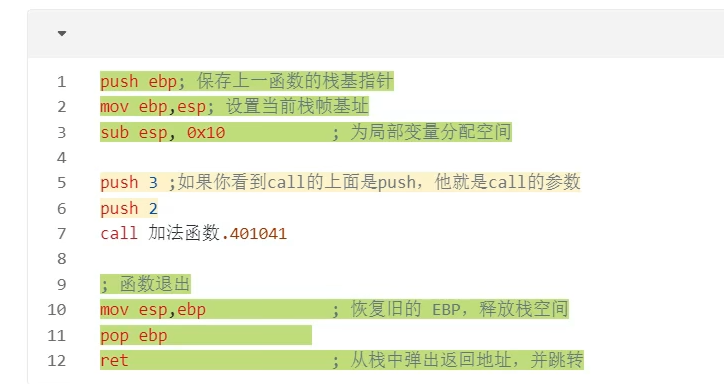 1 push ebp; 保存上一函数的栈基指针
2 mov ebp,esp; 设置当前栈帧基址
3 sub esp, 0x10 ; 为局部变量分配空间
4
5 push 3 ;如果你看到call的上面是push，他就是call的参数
6 push 2
7 call 加法函数.401041
8
9 ; 函数退出
10 mov esp,ebp ; 恢复旧的 EBP，释放栈空间
11 pop ebp
12 ret ; 从栈中弹出返回地址，并跳转